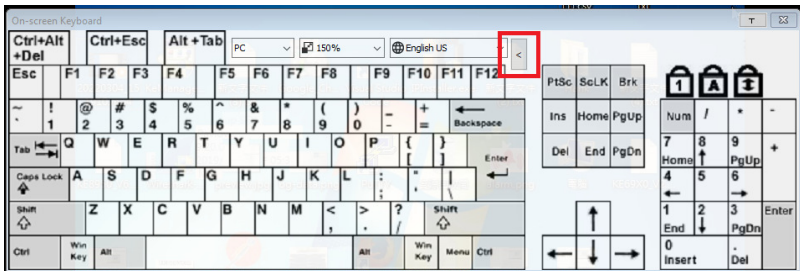 On-screen Keyboard T
Ctrl+Alt +Del Ctrl+Esc Alt +Tab PC 150% English US <
Esc F1 F2 F3 F4 F5 F6 F7 F8 F9 F10 F11 F12 PtSc ScLK Brk 1 A
~ ` ! 1 @ 2 # 3 $ 4 % 5 ^ 6 & 7 * 8 ( 9 ) 0 _ - + = Backspace Ins Home PgUp Num / * -
Tab Q W E R T Y U I O P { [ } ] Enter Del End PgDn 7 Home 8 9 PgUp +
Caps Lock A S D F G H J K L : ; " ' | \ 4 5 6
Shift Z X C V B N M < , > . ? / Shift 1 End 2 3 PgDn Enter
Ctrl Win Key Alt Alt Win Key Menu Ctrl 0 Insert . Del